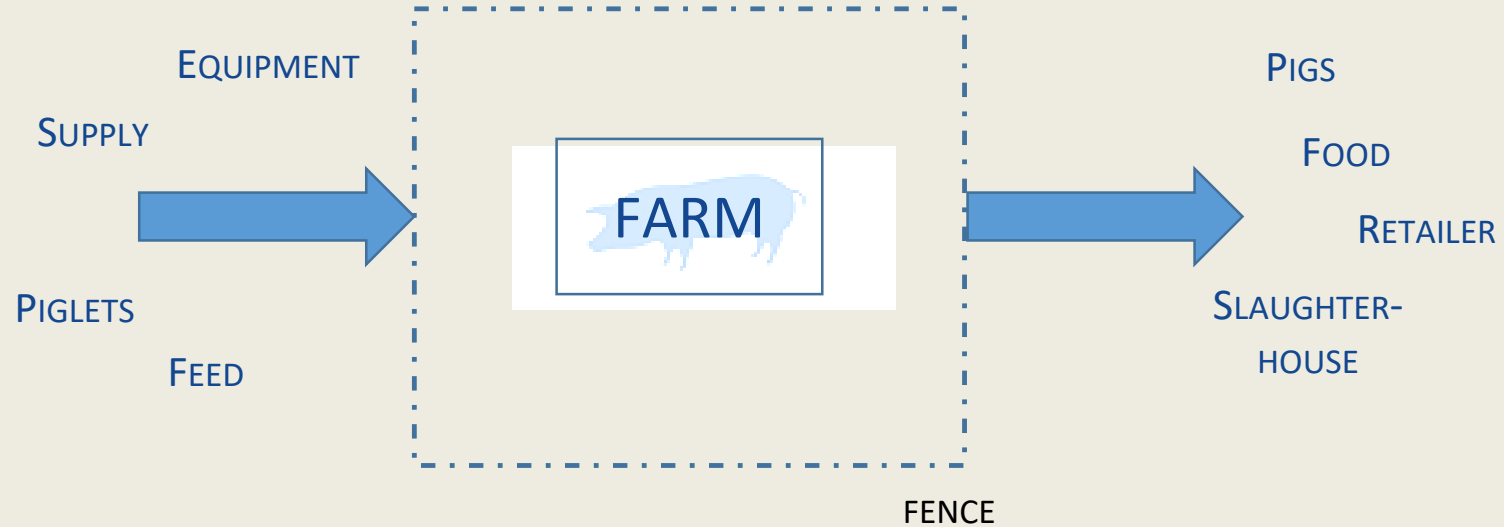 EQUIPMENT
SUPPLY
PIGLETS
FEED
FARM
PIGS
FOOD
RETAILER
SLAUGHTER-
HOUSE
FENCE